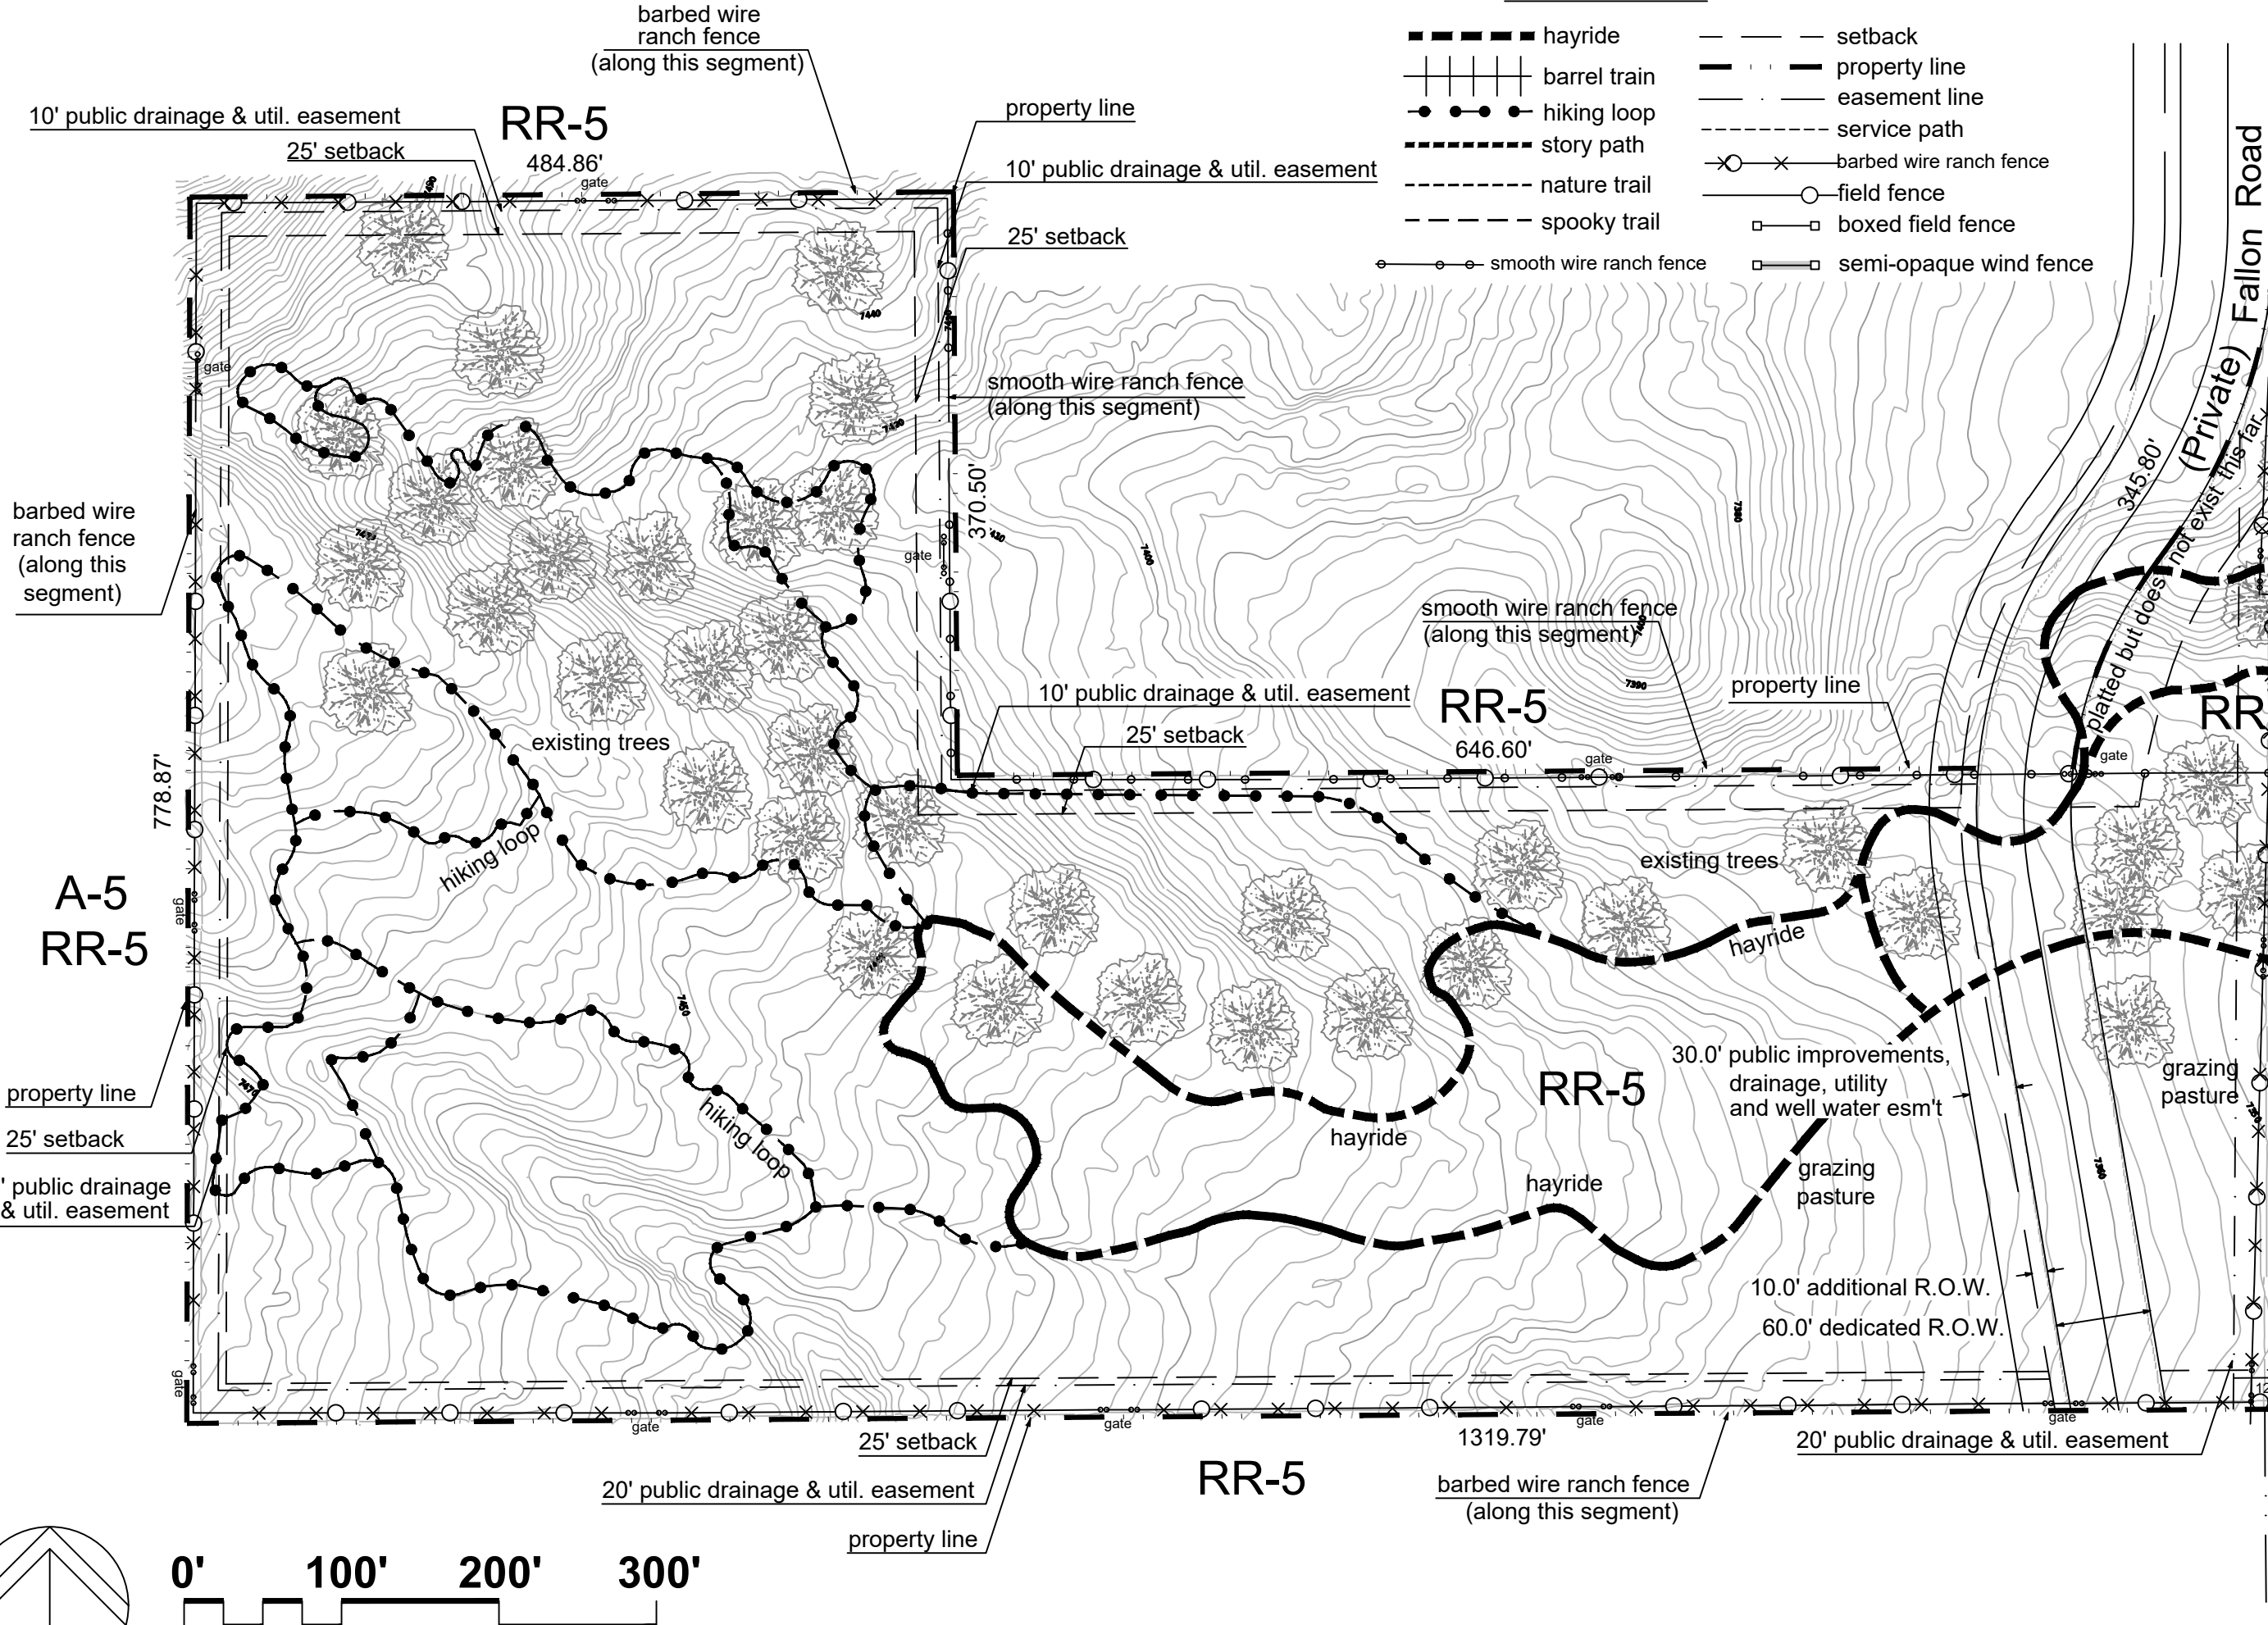 barbed wire
ranch fence
(along this segment)
10' public drainage & util. easement
25' setback
RR-5
484.86'
gate
property line
10' public drainage & util. easement
25' setback
hayride
barrel train
hiking loop
story path
nature trail
spooky trail
smooth wire ranch fence
setback
property line
easement line
service path
barbed wire ranch fence
field fence
boxed field fence
semi-opaque wind fence
(Private) Fallon Road
7440
gate
smooth wire ranch fence
(along this segment)
7430
370.50'
345.80'
platted but does not exist this far
barbed wire
ranch fence
(along this
segment)
gate
7400
7380
smooth wire ranch fence
(along this segment)
7390
10' public drainage & util. easement
25' setback
RR-5
646.60'
gate
property line
gate
RR
existing trees
778.87'
hiking loop
A-5
RR-5
gate
existing trees
hayride
7450
30.0' public improvements,
drainage, utility
and well water esm't
RR-5
grazing
pasture
property line
25' setback
' public drainage
& util. easement
7470
hiking loop
hayride
hayride
grazing
pasture
7360
10.0' additional R.O.W.
60.0' dedicated R.O.W.
gate
gate
gate
gate
gate
25' setback
20' public drainage & util. easement
property line
1319.79'
RR-5
barbed wire ranch fence
(along this segment)
20' public drainage & util. easement
0' 100' 200' 300'